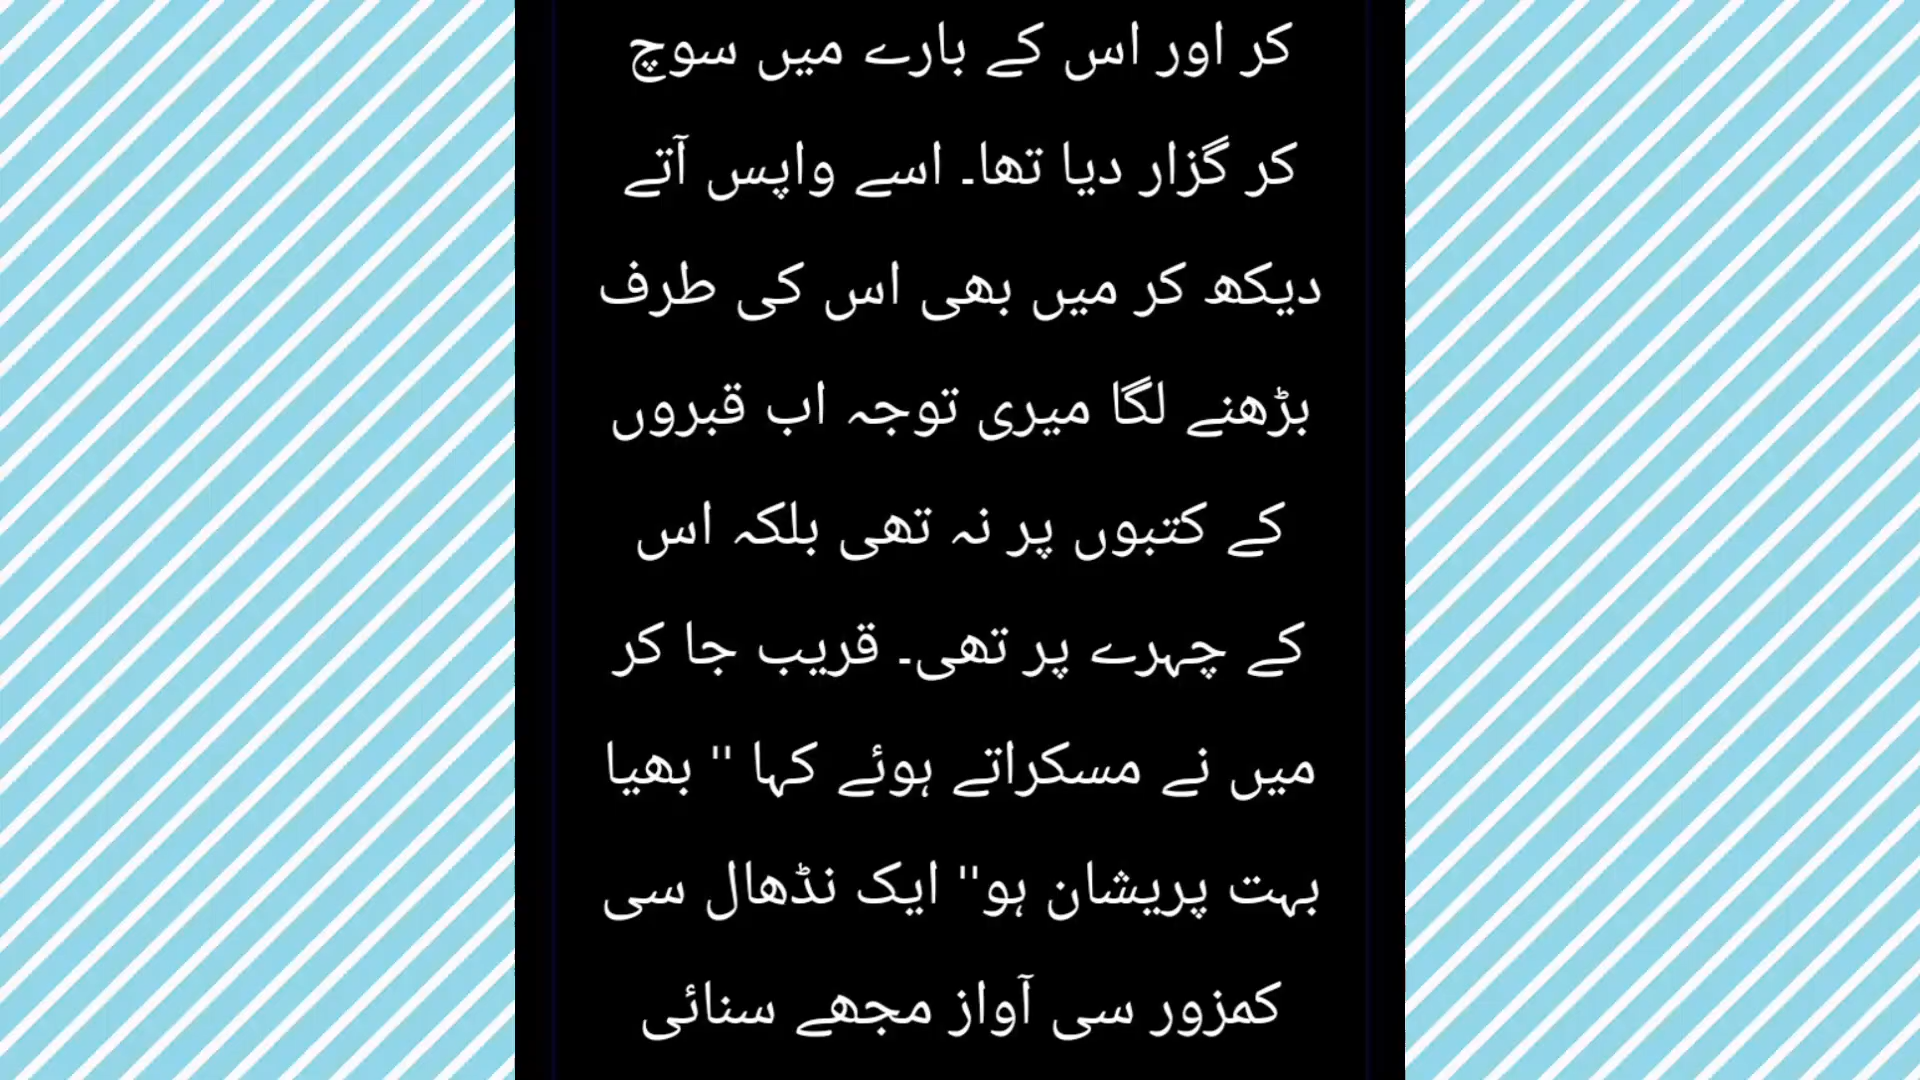 کر اور اس کے بارے میں سوچ
کر گزار دیا تھا۔ اسے واپس آتے
دیکھ کر میں بھی اس کی طرف
بڑھنے لگا میری توجہ اب قبروں
کے کتبوں پر نہ تھی بلکہ اس
کے چہرے پر تھی۔ قریب جا کر
میں نے مسکراتے ہوئے کہا " بھیا
بہت پریشان ہو" ایک نڈھال سی
کمزور سی آواز مجھے سنائی